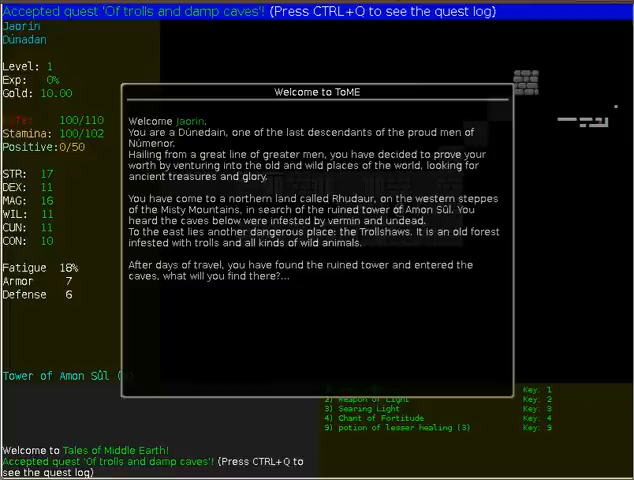 Accepted quest 'Of trolls and damp caves'! (Press CTRL+Q to see the quest log)
Jaorin
Dúnadan
Level: 1
Exp: 0%
Gold: 10.00
Life: 100/110
Stamina: 100/102
Positive:0/50
STR: 17
DEX: 11
MAG: 16
WIL: 11
CUN: 11
CON: 10
Fatigue 18%
Armor 7
Defense 6
Tower of Amon Sûl (
Welcome to ToME
Welcome Jaorin.
You are a Dúnedain, one of the last descendants of the proud men of
Númenor.
Hailing from a great line of greater men, you have decided to prove your
worth by venturing into the old and wild places of the world, looking for
ancient treasures and glory.
You have come to a northern land called Rhudaur, on the western steppes
of the Misty Mountains, in search of the ruined tower of Amon Sûl. You
heard the caves below were infested by vermin and undead.
To the east lies another dangerous place: the Trollshaws. It is an old forest
infested with trolls and all kinds of wild animals.
After days of travel, you have found the ruined tower and entered the
caves, what will you find there?...
Key: 1
2) Weapon of Light Key: 2
3) Searing Light Key: 3
4) Chant of Fortitude Key: 4
9) potion of lesser healing (3) Key: 9
Welcome to Tales of Middle Earth!
Accepted quest 'Of trolls and damp caves'! (Press CTRL+Q to
see the quest log)